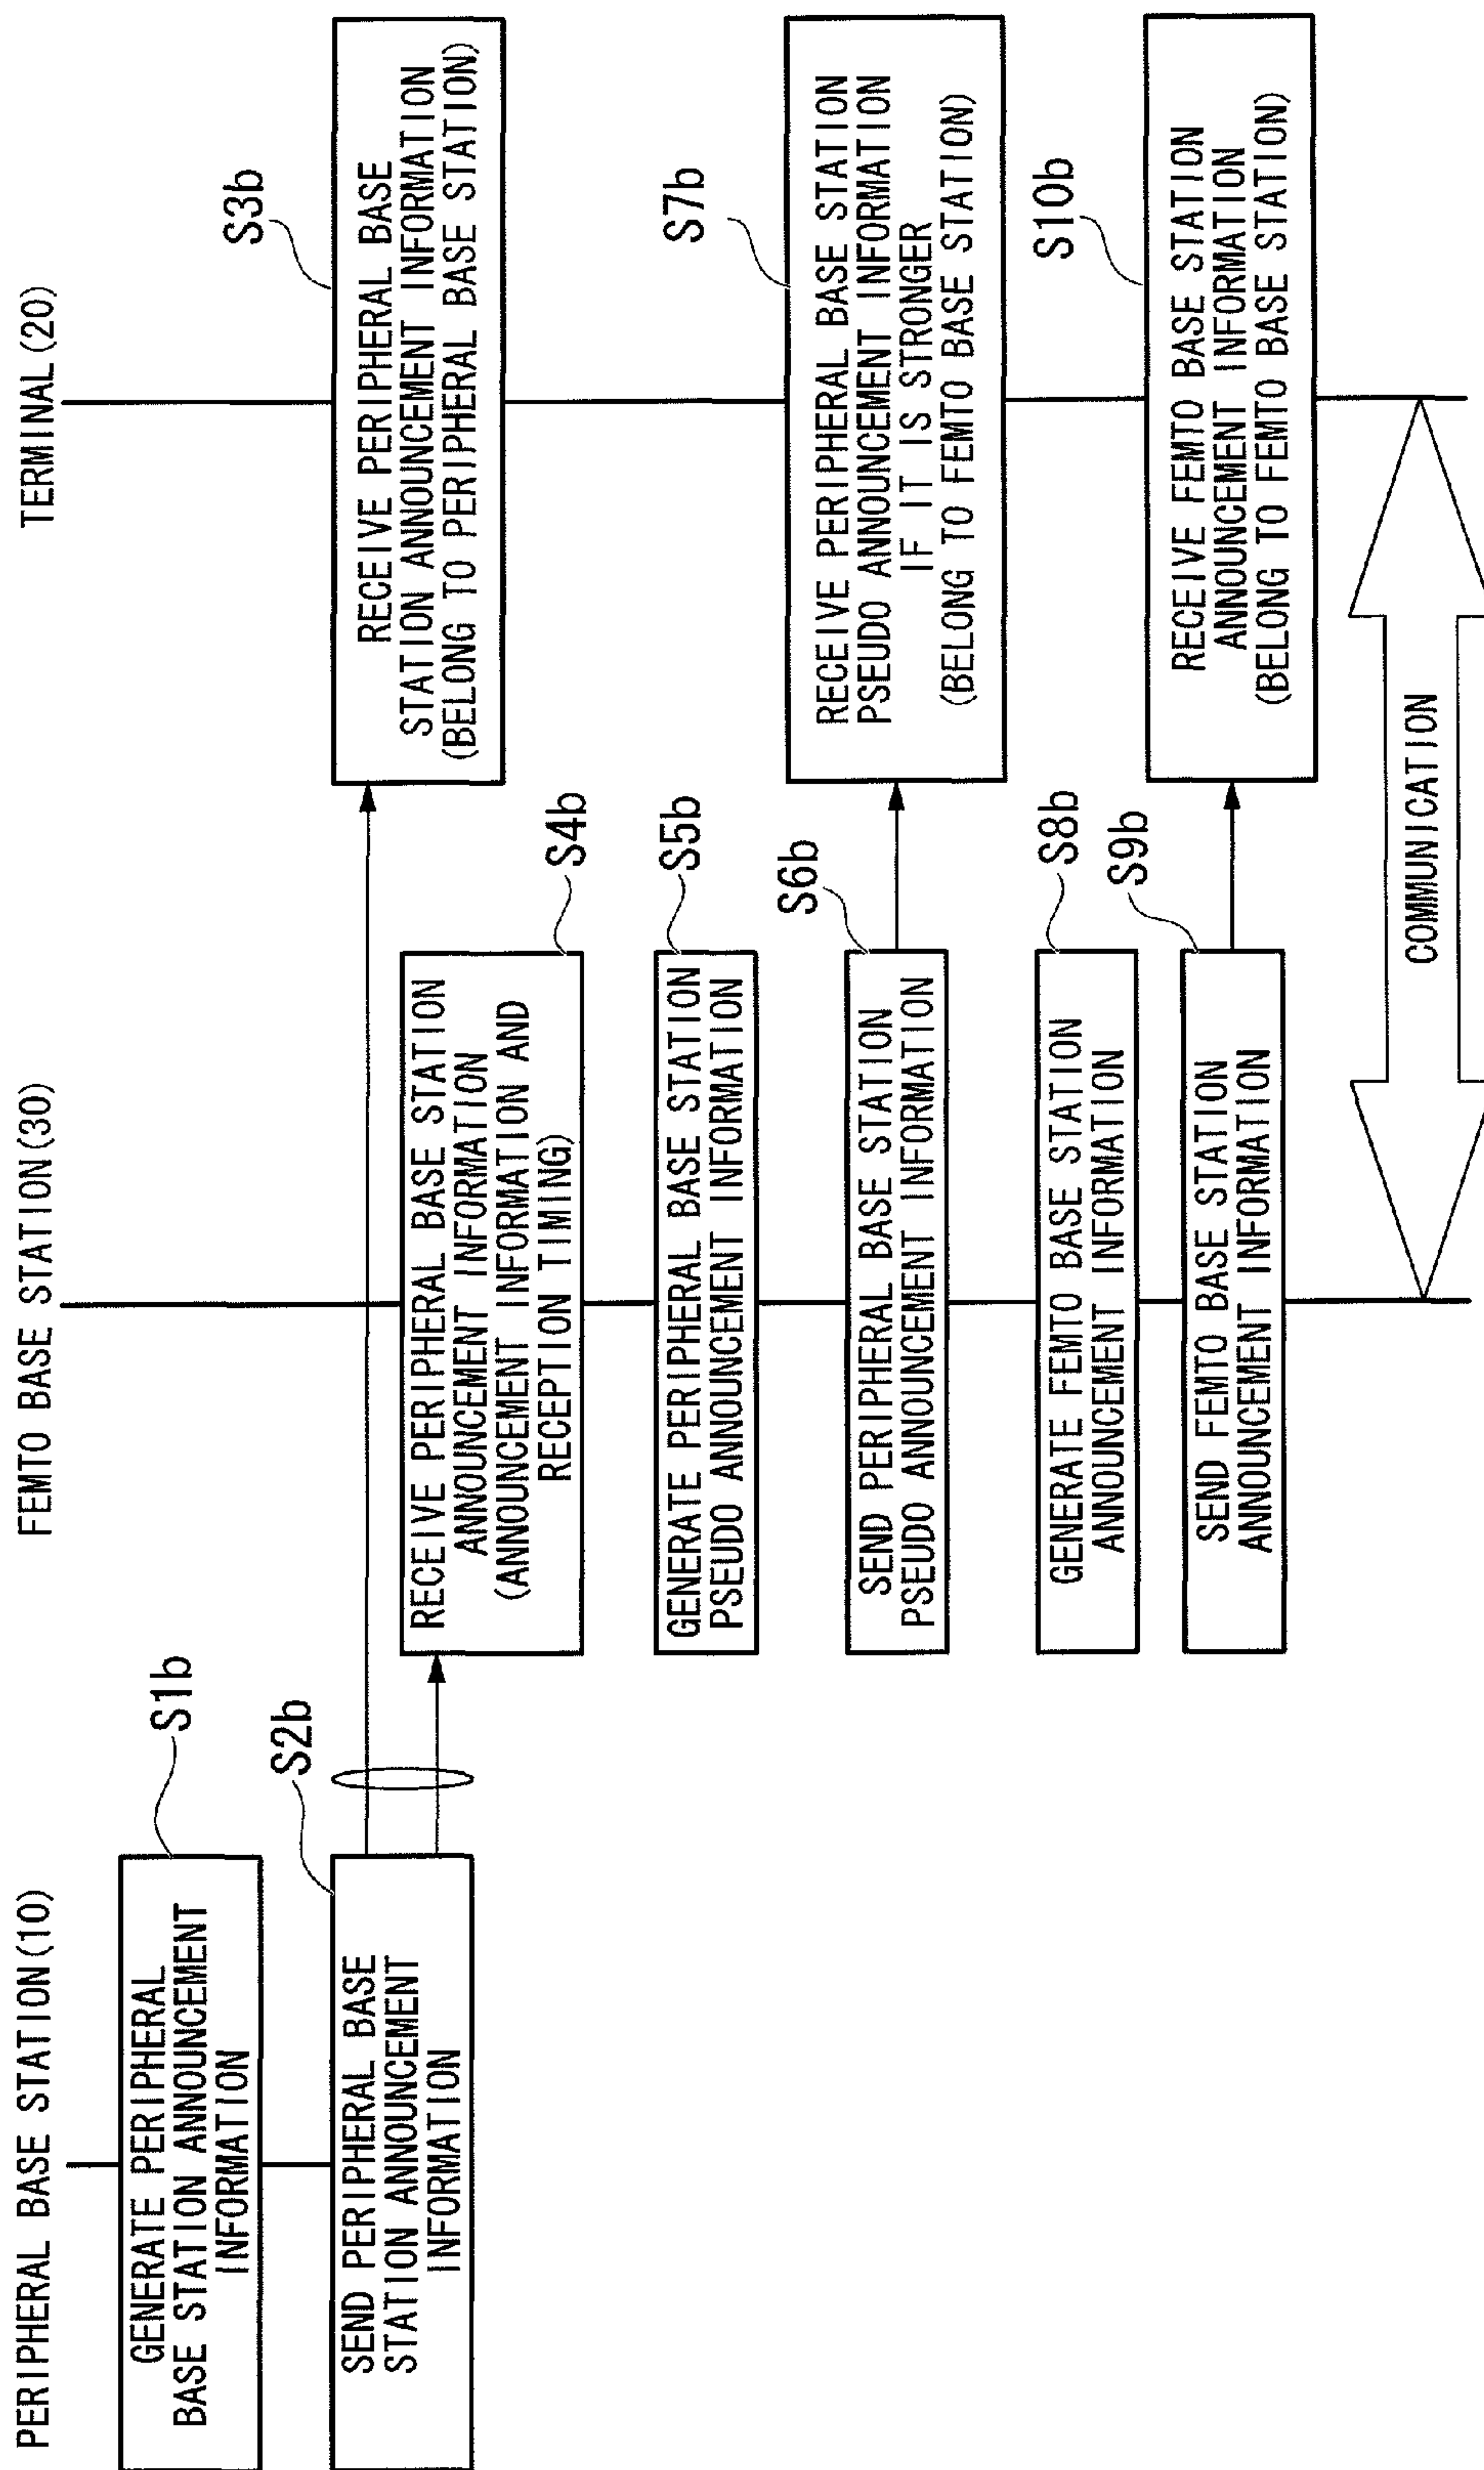 PERIPHERAL BASE STATION(10)
FEMTO BASE STATION(30)
TERMINAL(20)
S1b
GENERATE PERIPHERAL
BASE STATION ANNOUNCEMENT
INFORMATION
S2b
SEND PERIPHERAL BASE
STATION ANNOUNCEMENT
INFORMATION
S3b
RECEIVE PERIPHERAL BASE
STATION ANNOUNCEMENT INFORMATION
(BELONG TO PERIPHERAL BASE STATION)
S4b
RECEIVE PERIPHERAL BASE STATION
ANNOUNCEMENT INFORMATION
(ANNOUNCEMENT INFORMATION AND
RECEPTION TIMING)
S5b
GENERATE PERIPHERAL BASE STATION
PSEUDO ANNOUNCEMENT INFORMATION
S6b
SEND PERIPHERAL BASE STATION
PSEUDO ANNOUNCEMENT INFORMATION
S7b
RECEIVE PERIPHERAL BASE STATION
PSEUDO ANNOUNCEMENT INFORMATION
IF IT IS STRONGER
(BELONG TO FEMTO BASE STATION)
S8b
GENERATE FEMTO BASE STATION
ANNOUNCEMENT INFORMATION
S9b
SEND FEMTO BASE STATION
ANNOUNCEMENT INFORMATION
S10b
RECEIVE FEMTO BASE STATION
ANNOUNCEMENT INFORMATION
(BELONG TO FEMTO BASE STATION)
COMMUNICATION